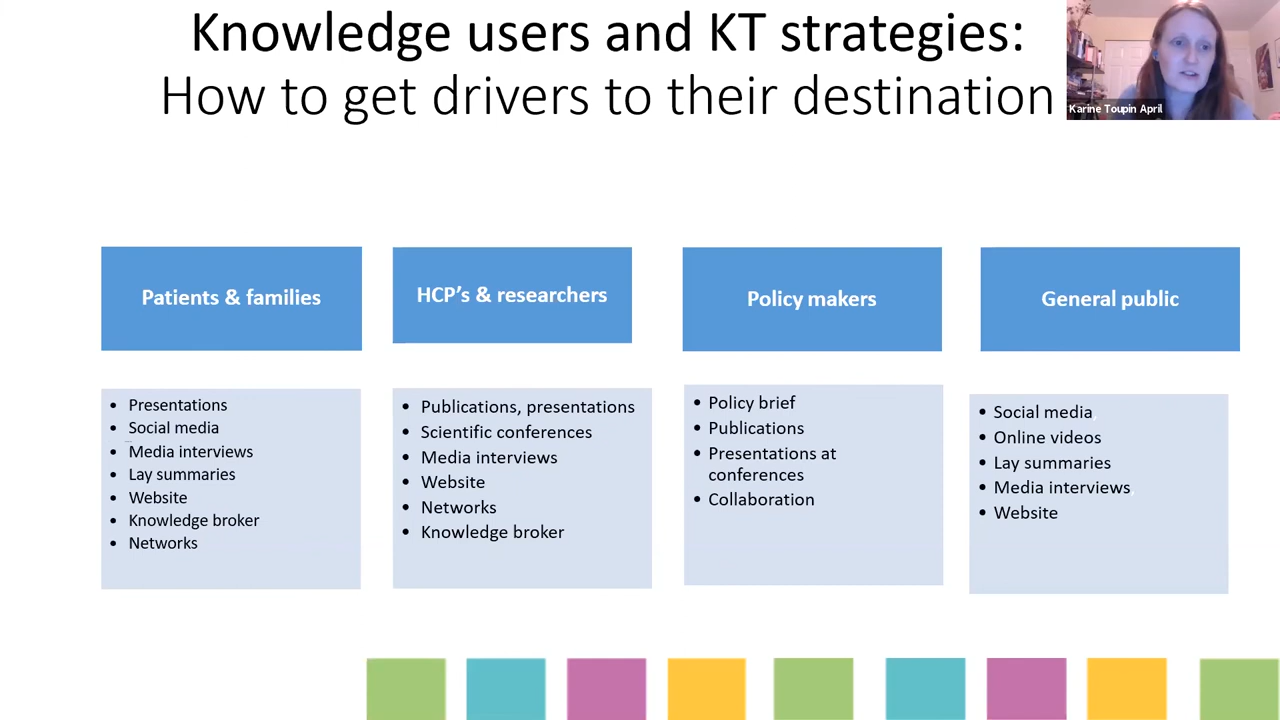 Knowledge users and KT strategies:
How to get drivers to their destination
Karine Toupin April
Patients & families
• Presentations
• Social media
• Media interviews
• Lay summaries
• Website
• Knowledge broker
• Networks
HCP's & researchers
• Publications, presentations
• Scientific conferences
• Media interviews
• Website
• Networks
• Knowledge broker
Policy makers
• Policy brief
• Publications
• Presentations at
conferences
• Collaboration
General public
• Social media
• Online videos
• Lay summaries
• Media interviews
• Website